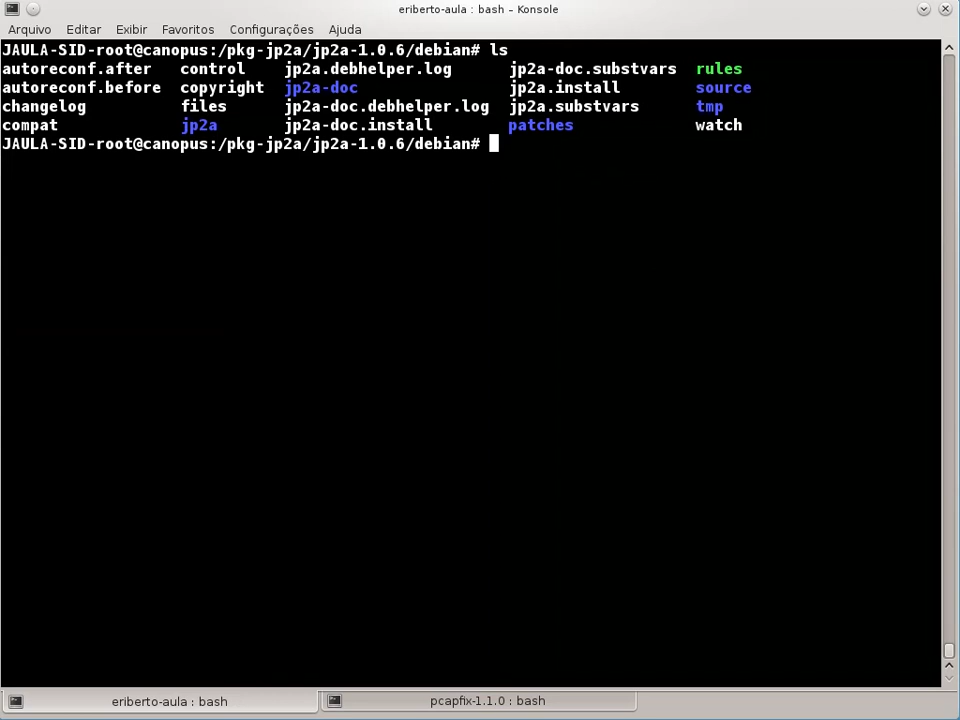 eriberto-aula : bash – Konsole
Arquivo Editar Exibir Favoritos Configurações Ajuda
JAULA-SID-root@canopus:/pkg-jp2a/jp2a-1.0.6/debian# ls
autoreconf.after control jp2a.debhelper.log jp2a-doc.substvars rules
autoreconf.before copyright jp2a-doc jp2a.install source
changelog files jp2a-doc.debhelper.log jp2a.substvars tmp
compat jp2a jp2a-doc.install patches watch
JAULA-SID-root@canopus:/pkg-jp2a/jp2a-1.0.6/debian#
eriberto-aula : bash pcapfix-1.1.0 : bash